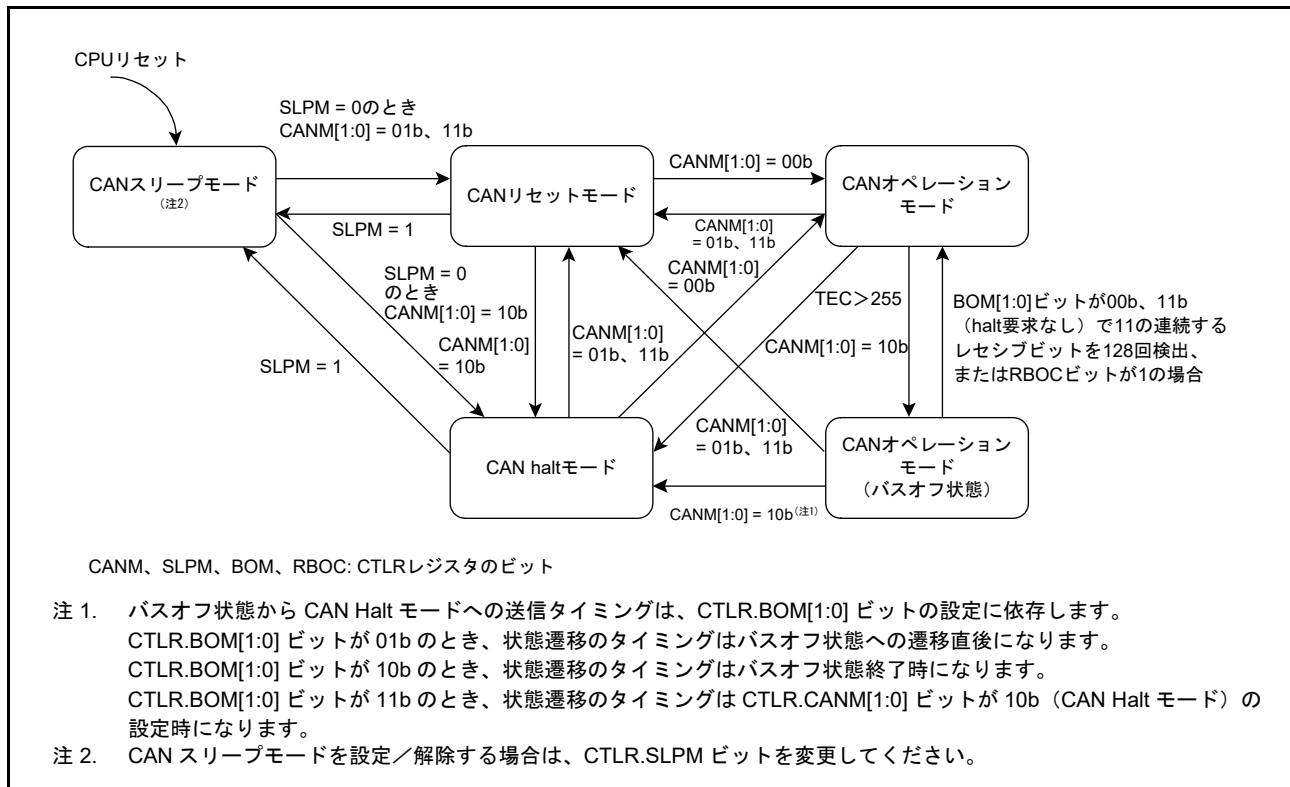 CPUリセット
SLPM = 0のとき
CANM[1:0] = 01b、11b
CANスリープモード
（注2）
CANリセットモード
CANM[1:0] = 00b
CANオペレーション
モード
SLPM = 1
CANM[1:0]
= 01b、11b
SLPM = 0
のとき
CANM[1:0] = 10b
CANM[1:0]
= 00b
TEC＞255
BOM[1:0]ビットが00b、11b
（halt要求なし）で11の連続する
レセシブビットを128回検出、
またはRBOCビットが1の場合
SLPM = 1
CANM[1:0]
= 10b
CANM[1:0]
= 01b、11b
CANM[1:0] = 10b
CANM[1:0]
= 01b、11b
CAN haltモード
CANオペレーション
モード
（バスオフ状態）
CANM[1:0] = 10b（注1）
CANM、SLPM、BOM、RBOC: CTLRレジスタのビット
注 1. バスオフ状態から CAN Halt モードへの送信タイミングは、CTLR.BOM[1:0] ビットの設定に依存します。
CTLR.BOM[1:0] ビットが 01b のとき、状態遷移のタイミングはバスオフ状態への遷移直後になります。
CTLR.BOM[1:0] ビットが 10b のとき、状態遷移のタイミングはバスオフ状態終了時になります。
CTLR.BOM[1:0] ビットが 11b のとき、状態遷移のタイミングは CTLR.CANM[1:0] ビットが 10b（CAN Halt モード）の
設定時になります。
注 2. CAN スリープモードを設定／解除する場合は、CTLR.SLPM ビットを変更してください。